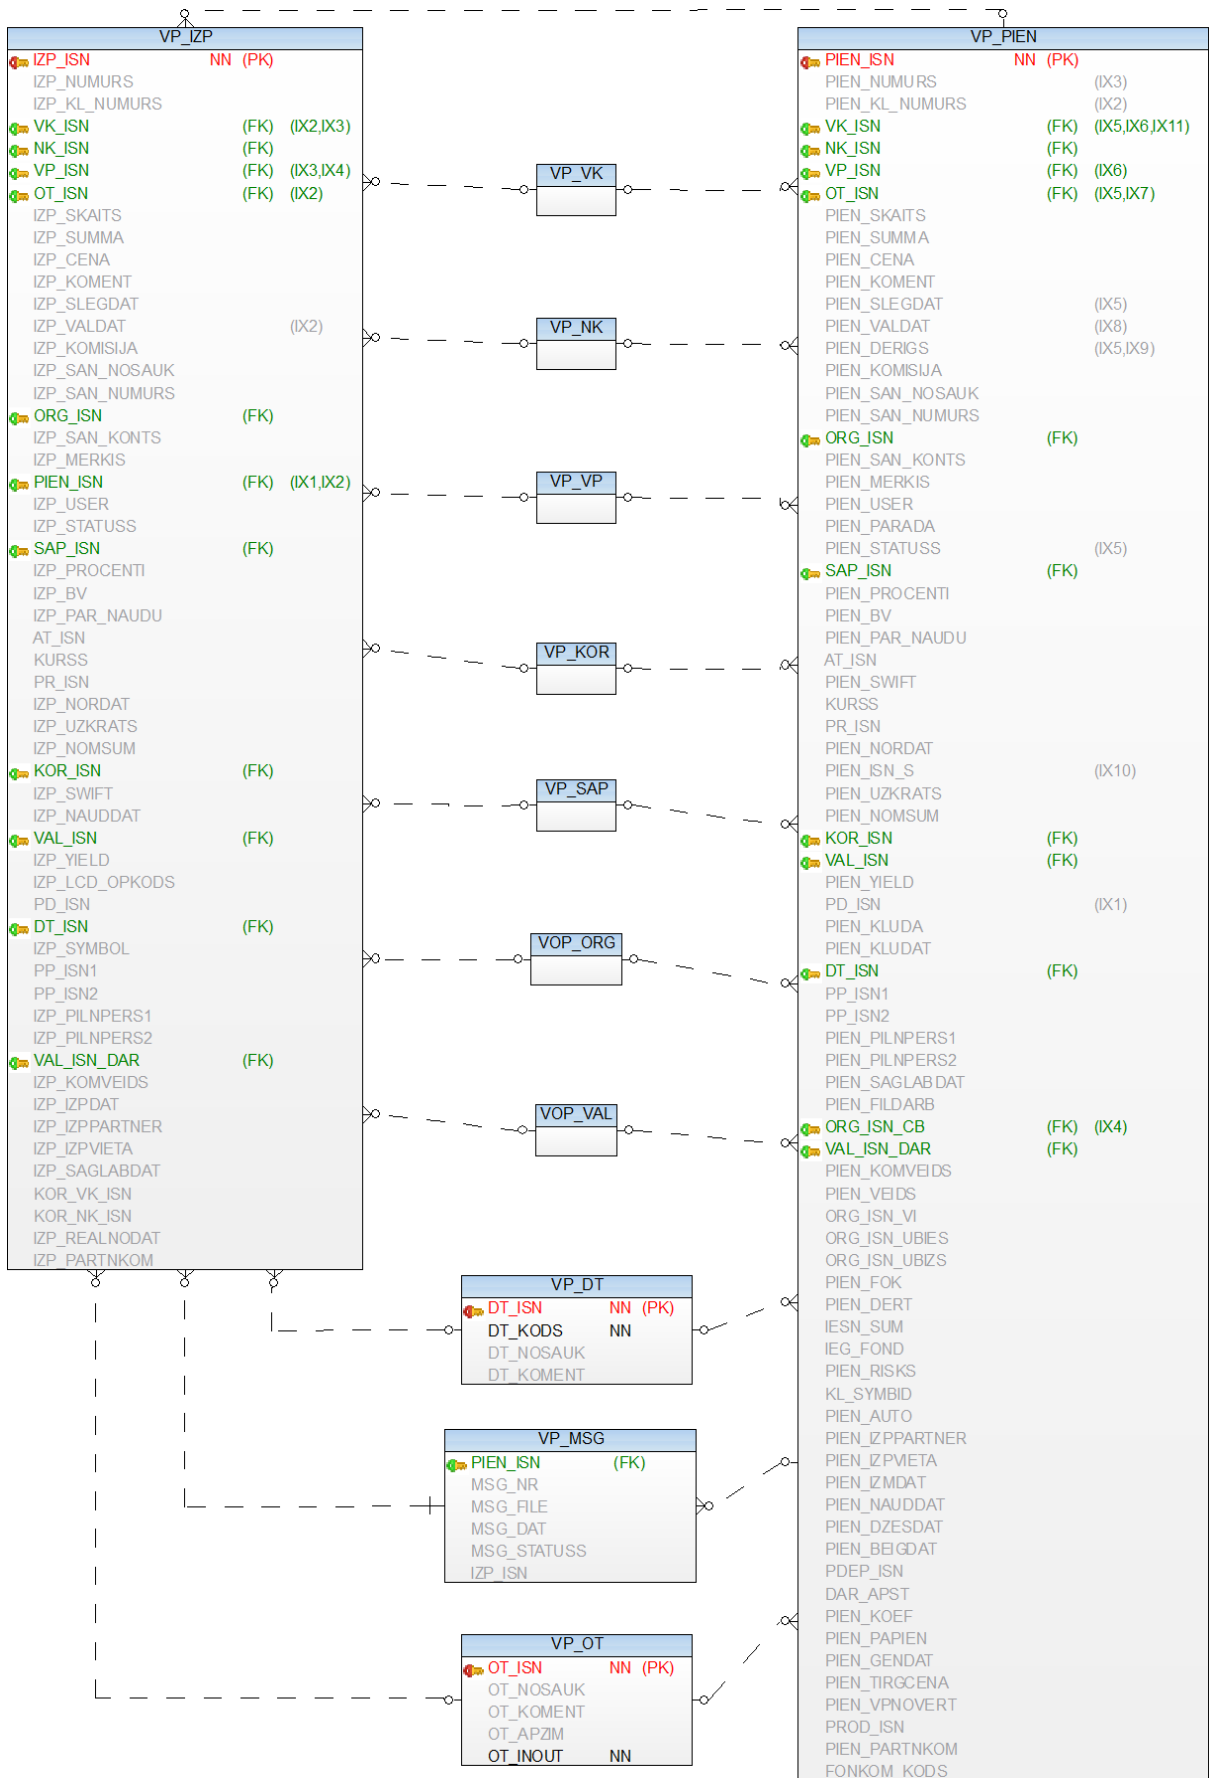 VP_IZP
IZP_ISN NN (PK)
IZP_NUMURS
IZP_KL_NUMURS
VK_ISN (FK) (IX2,IX3)
NK_ISN (FK)
VP_ISN (FK) (IX3,IX4)
OT_ISN (FK) (IX2)
IZP_SKAITS
IZP_SUMMA
IZP_CENA
IZP_KOMENT
IZP_SLEGDAT
IZP_VALDAT (IX2)
IZP_KOMISIJA
IZP_SAN_NOSAUK
IZP_SAN_NUMURS
ORG_ISN (FK)
IZP_SAN_KONTS
IZP_MERKIS
PIEN_ISN (FK) (IX1,IX2)
IZP_USER
IZP_STATUSS
SAP_ISN (FK)
IZP_PROCENTI
IZP_BV
IZP_PAR_NAUDU
AT_ISN
KURSS
PR_ISN
IZP_NORDAT
IZP_UZKRATS
IZP_NOMSUM
KOR_ISN (FK)
IZP_SWIFT
IZP_NAUDDAT
VAL_ISN (FK)
IZP_YIELD
IZP_LCD_OPKODS
PD_ISN
DT_ISN (FK)
IZP_SYMBOL
PP_ISN1
PP_ISN2
IZP_PILNPERS1
IZP_PILNPERS2
VAL_ISN_DAR (FK)
IZP_KOMVEIDS
IZP_IZPDAT
IZP_IZPPARTNER
IZP_IZPVIETA
IZP_SAGLABDAT
KOR_VK_ISN
KOR_NK_ISN
IZP_REALNODAT
IZP_PARTNKOM
VP_VK
VP_NK
VP_VP
VP_KOR
VP_SAP
VOP_ORG
VOP_VAL
VP_DT
DT_ISN NN (PK)
DT_KODS NN
DT_NOSAUK
DT_KOMENT
VP_MSG
PIEN_ISN (FK)
MSG_NR
MSG_FILE
MSG_DAT
MSG_STATUSS
IZP_ISN
VP_OT
OT_ISN NN (PK)
OT_NOSAUK
OT_KOMENT
OT_APZIM
OT_INOUT NN
VP_PIEN
PIEN_ISN NN (PK)
PIEN_NUMURS (IX3)
PIEN_KL_NUMURS (IX2)
VK_ISN (FK) (IX5,IX6,IX11)
NK_ISN (FK)
VP_ISN (FK) (IX6)
OT_ISN (FK) (IX5,IX7)
PIEN_SKAITS
PIEN_SUMMA
PIEN_CENA
PIEN_KOMENT
PIEN_SLEGDAT (IX5)
PIEN_VALDAT (IX8)
PIEN_DERIGS (IX5,IX9)
PIEN_KOMISIJA
PIEN_SAN_NOSAUK
PIEN_SAN_NUMURS
ORG_ISN (FK)
PIEN_SAN_KONTS
PIEN_MERKIS
PIEN_USER
PIEN_PARADA
PIEN_STATUSS (IX5)
SAP_ISN (FK)
PIEN_PROCENTI
PIEN_BV
PIEN_PAR_NAUDU
AT_ISN
PIEN_SWIFT
KURSS
PR_ISN
PIEN_NORDAT
PIEN_ISN_S (IX10)
PIEN_UZKRATS
PIEN_NOMSUM
KOR_ISN (FK)
VAL_ISN (FK)
PIEN_YIELD
PD_ISN (IX1)
PIEN_KLUDA
PIEN_KLUDAT
DT_ISN (FK)
PP_ISN1
PP_ISN2
PIEN_PILNPERS1
PIEN_PILNPERS2
PIEN_SAGLABDAT
PIEN_FILDARB
ORG_ISN_CB (FK) (IX4)
VAL_ISN_DAR (FK)
PIEN_KOMVEIDS
PIEN_VEIDS
ORG_ISN_VI
ORG_ISN_UBIES
ORG_ISN_UBIZS
PIEN_FOK
PIEN_DERT
IESN_SUM
IEG_FOND
PIEN_RISKS
KL_SYMBID
PIEN_AUTO
PIEN_IZPPARTNER
PIEN_IZPVIETA
PIEN_IZMDAT
PIEN_NAUDDAT
PIEN_DZESDAT
PIEN_BEIGDAT
PDEP_ISN
DAR_APST
PIEN_KOEF
PIEN_PAPIEN
PIEN_GENDAT
PIEN_TIRGCENA
PIEN_VPNOVERT
PROD_ISN
PIEN_PARTNKOM
FONKOM_KODS